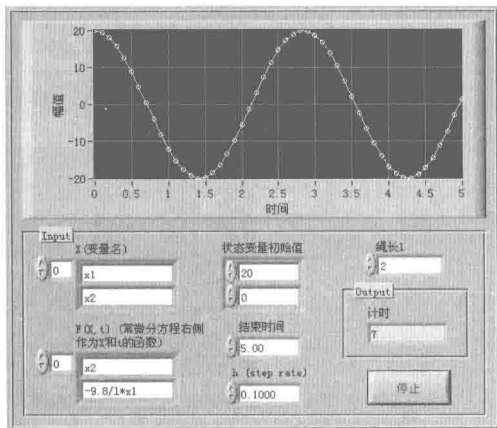 幅值
20
10
0
-10
-20
0 0.5 1 1.5 2 2.5 3 3.5 4 4.5 5
时间
Input
X(变量名)
0
x1
x2
状态变量初始值
20
0
绳长l
2
F(X,t) (常微分方程右侧
作为X和t的函数)
0
x2
-9.8/l*x1
结束时间
5.00
h (step rate)
0.1000
Output
计时
7
停止